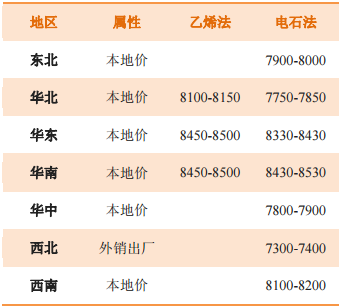 地区 属性 乙烯法 电石法
东北 本地价 7900-8000
华北 本地价 8100-8150 7750-7850
华东 本地价 8450-8500 8330-8430
华南 本地价 8450-8500 8430-8530
华中 本地价 7800-7900
西北 外销出厂 7300-7400
西南 本地价 8100-8200